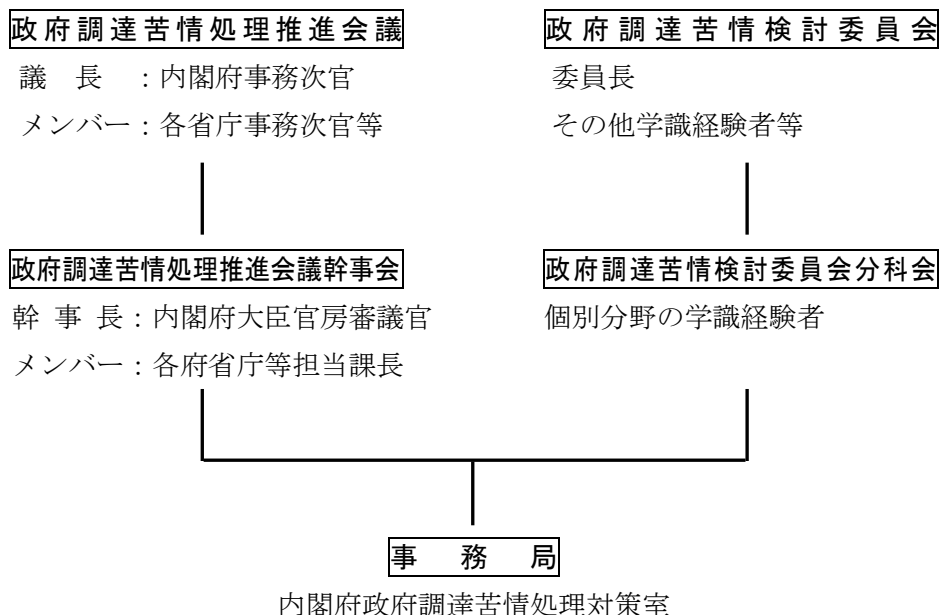 政府調達苦情処理推進会議
議　長　：内閣府事務次官
メンバー：各省庁事務次官等
政府調達苦情検討委員会
委員長
その他学識経験者等
政府調達苦情処理推進会議幹事会
幹 事 長：内閣府大臣官房審議官
メンバー：各府省庁等担当課長
政府調達苦情検討委員会分科会
個別分野の学識経験者
事　務　局
内閣府政府調達苦情処理対策室